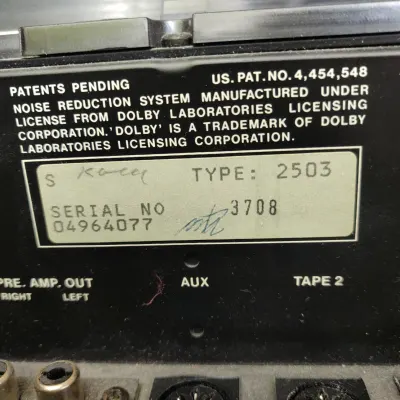 PATENTS PENDING US. PAT. NO. 4,454,548
NOISE REDUCTION SYSTEM MANUFACTURED UNDER
LICENSE FROM DOLBY LABORATORIES LICENSING
CORPORATION. 'DOLBY' IS A TRADEMARK OF DOLBY
LABORATORIES LICENSING CORPORATION.
S TYPE: 2503
SERIAL NO 3708
04964077
PRE. AMP. OUT AUX TAPE 2
RIGHT LEFT